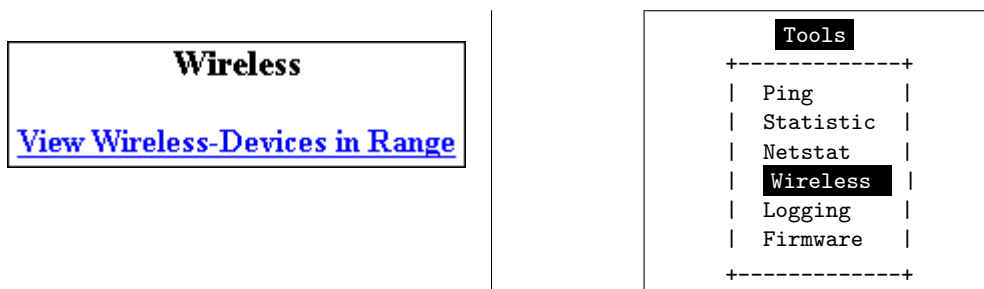 Wireless
View Wireless-Devices in Range
Tools
+-------------+
| Ping |
| Statistic |
| Netstat |
| Wireless |
| Logging |
| Firmware |
+-------------+